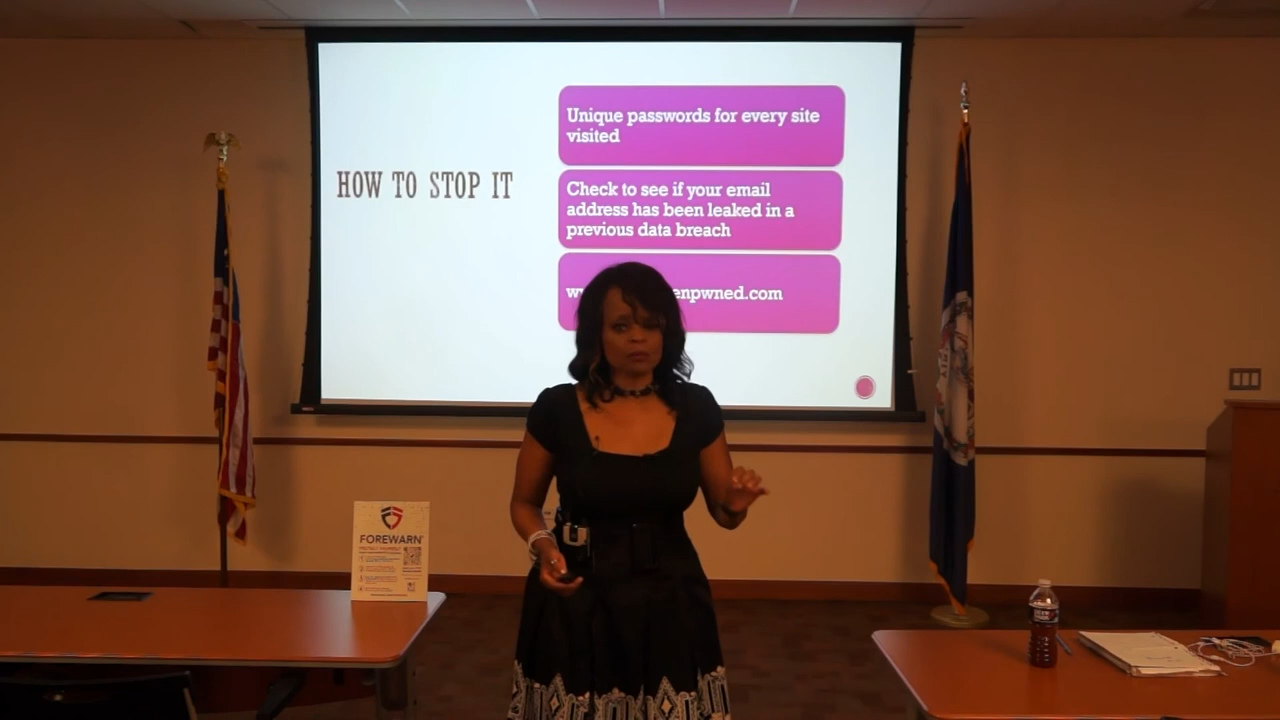 HOW TO STOP IT
Unique passwords for every site
visited
Check to see if your email
address has been leaked in a
previous data breach
enpwned.com
FOREWARN